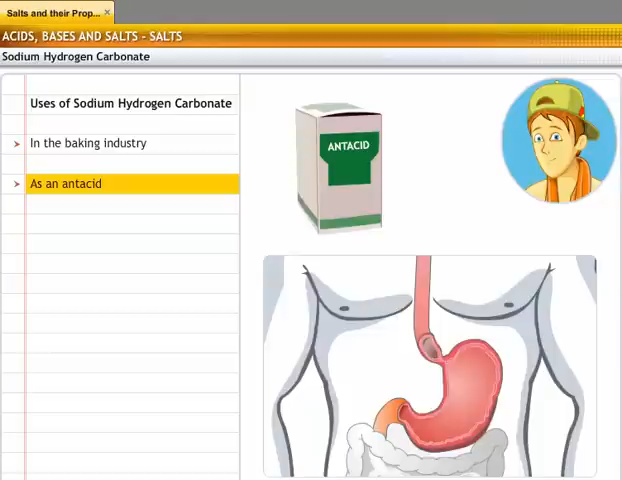 Salts and their Prop...
ACIDS, BASES AND SALTS - SALTS
Sodium Hydrogen Carbonate
Uses of Sodium Hydrogen Carbonate
In the baking industry
As an antacid
ANTACID